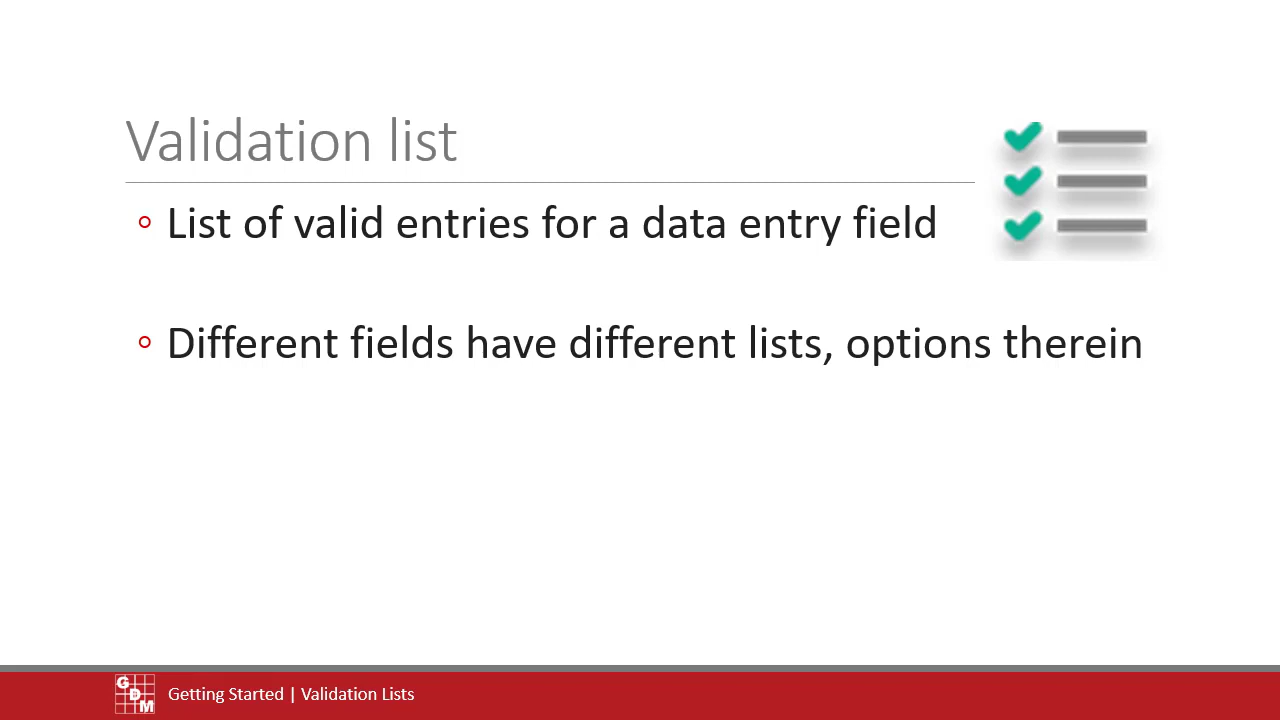 Validation list
◦ List of valid entries for a data entry field
◦ Different fields have different lists, options therein
GDM
Getting Started | Validation Lists